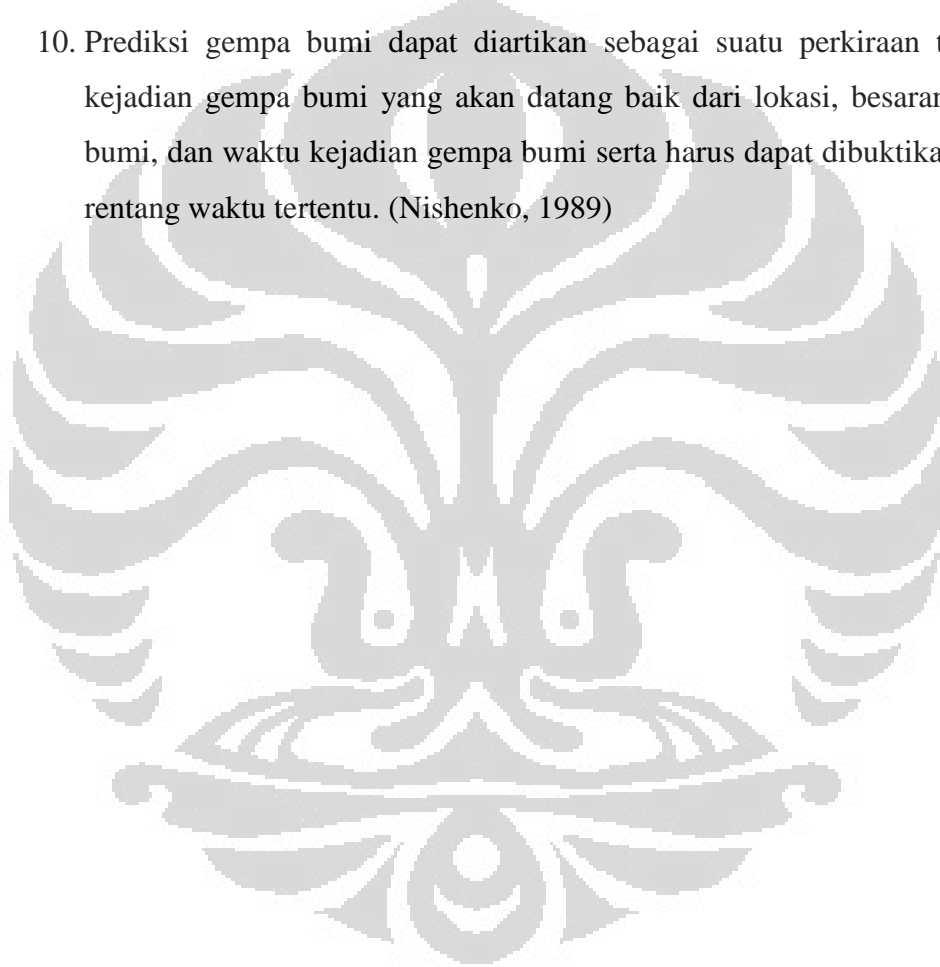 10. Prediksi gempa bumi dapat diartikan sebagai suatu perkiraan t
kejadian gempa bumi yang akan datang baik dari lokasi, besaran
bumi, dan waktu kejadian gempa bumi serta harus dapat dibuktika
rentang waktu tertentu. (Nishenko, 1989)